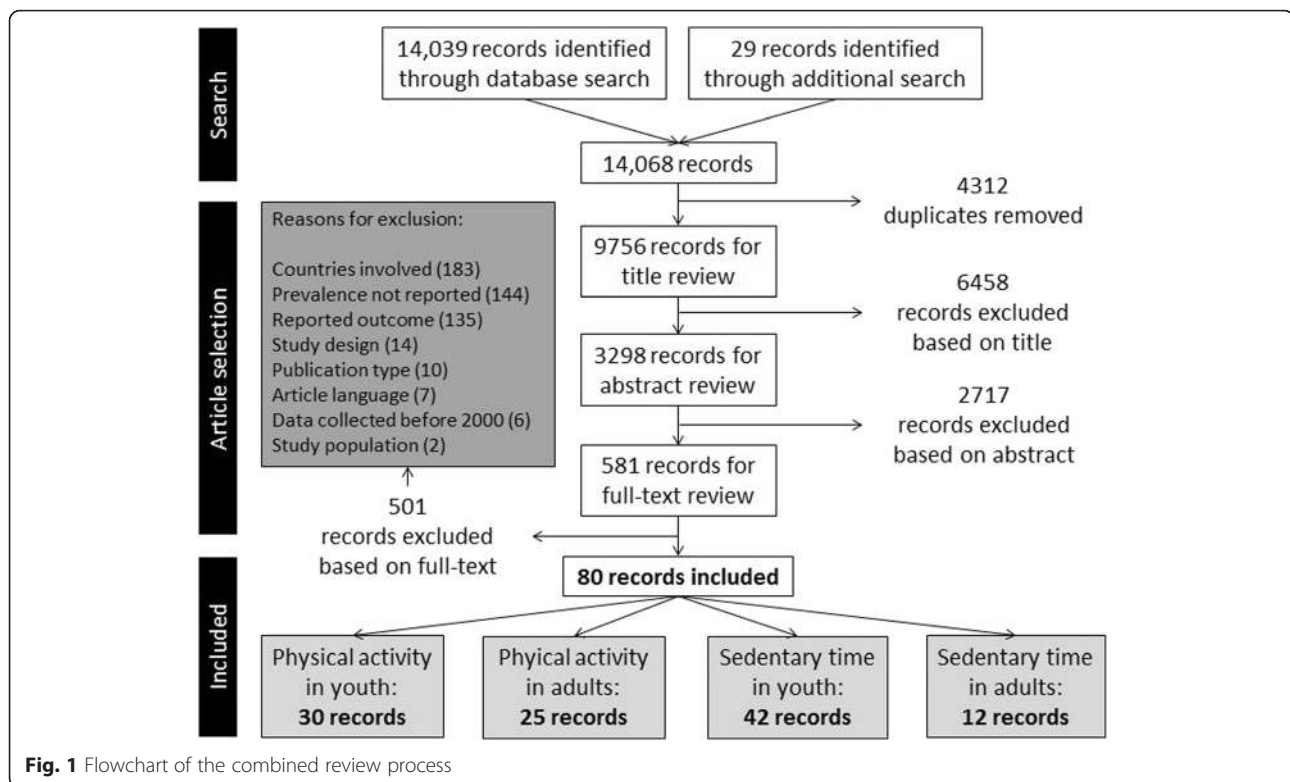 Search
14,039 records identified
through database search
29 records identified
through additional search
14,068 records
4312
duplicates removed
Article selection
Reasons for exclusion:
Countries involved (183)
Prevalence not reported (144)
Reported outcome (135)
Study design (14)
Publication type (10)
Article language (7)
Data collected before 2000 (6)
Study population (2)
9756 records for
title review
6458
records excluded
based on title
3298 records for
abstract review
2717
records excluded
based on abstract
581 records for
full-text review
501
records excluded
based on full-text
Included
80 records included
Physical activity
in youth:
30 records
Phyical activity
in adults:
25 records
Sedentary time
in youth:
42 records
Sedentary time
in adults:
12 records
Fig. 1 Flowchart of the combined review process